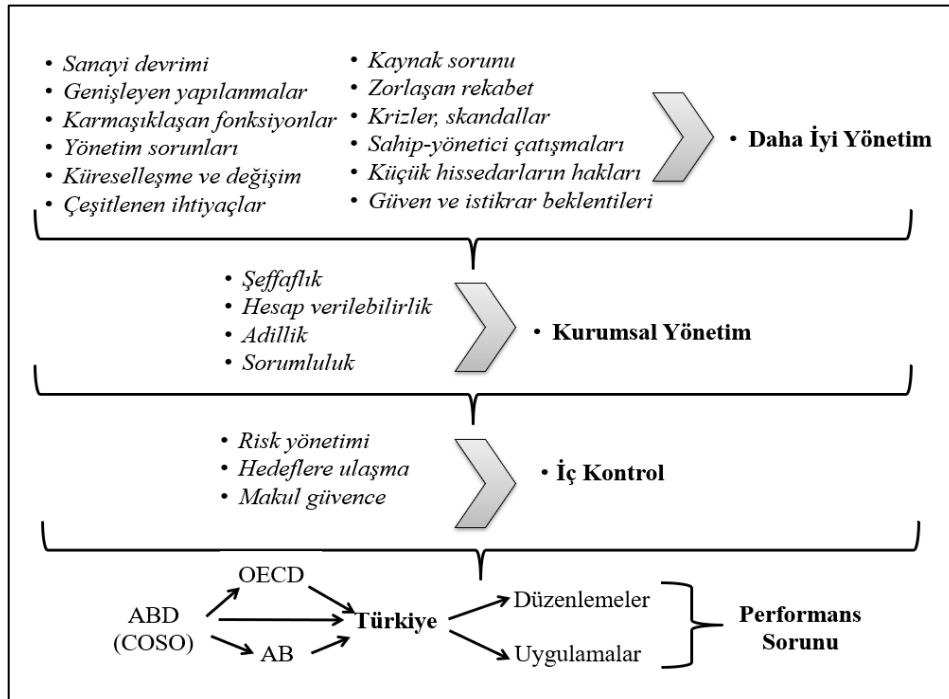 • Sanayi devrimi
• Genişleyen yapılanmalar
• Karmaşıklaşan fonksiyonlar
• Yönetim sorunları
• Küreselleşme ve değişim
• Çeşitlenen ihtiyaçlar
• Kaynak sorunu
• Zorlaşan rekabet
• Krizler, skandallar
• Sahip-yönetici çatışmaları
• Küçük hissedarların hakları
• Güven ve istikrar beklentileri
• Daha İyi Yönetim
• Şeffaflık
• Hesap verilebilirlik
• Adillik
• Sorumluluk
• Kurumsal Yönetim
• Risk yönetimi
• Hedeflere ulaşma
• Makul güvence
• İç Kontrol
ABD
(COSO)
OECD
AB
Türkiye
Düzenlemeler
Uygulamalar
Performans
Sorunu